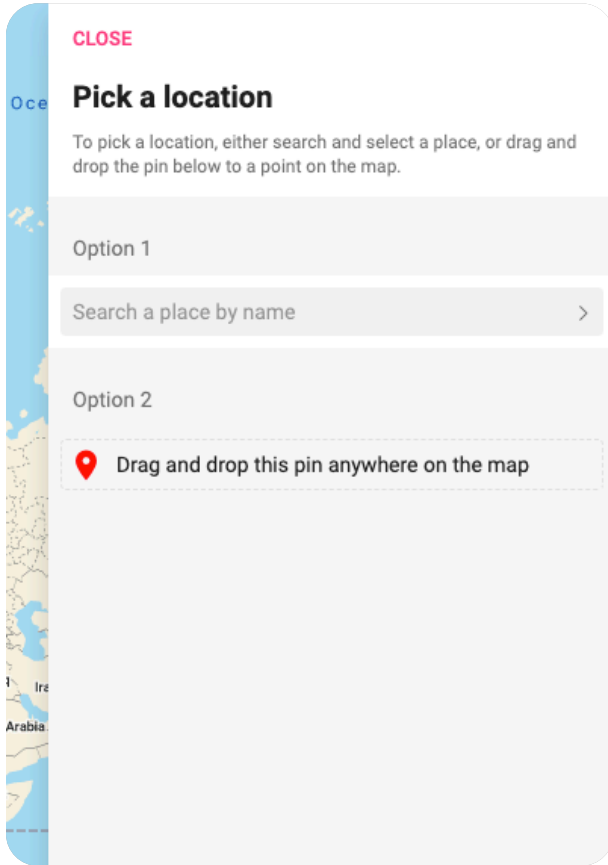 CLOSE
Oce
Pick a location
To pick a location, either search and select a place, or drag and
drop the pin below to a point on the map.
Option 1
Search a place by name
Option 2
Drag and drop this pin anywhere on the map
Ira
Arabia